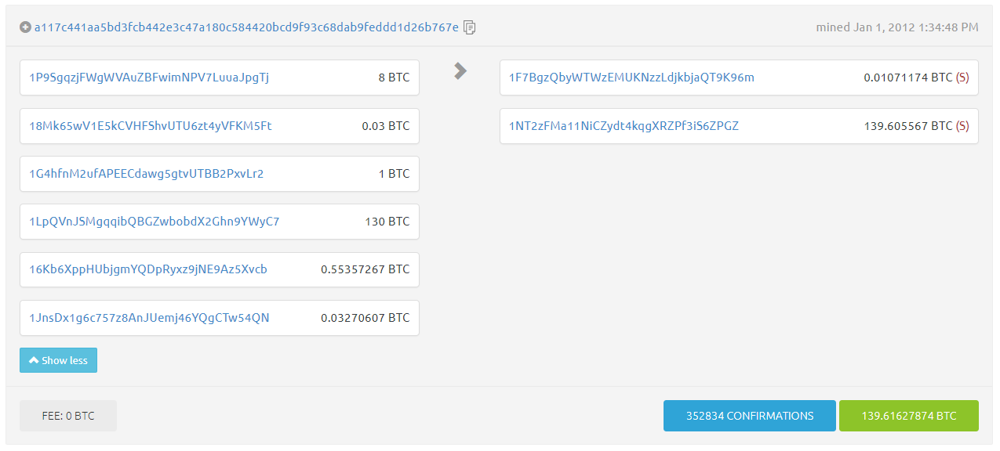 a117c441aa5bd3fcb442e3c47a180c584420bcd9f93c68dab9feddd1d26b767e mined Jan 1, 2012 1:34:48 PM
1P9SgqzjFWgWVAuZBFwimNPV7LuuaJpgTj 8 BTC
1F7BgzQbyWTWzEMUKNzzLdjkbjaQT9K96m 0.01071174 BTC (S)
18Mk65wV1E5kCVHFShvUTU6zt4yVFKM5Ft 0.03 BTC
1NT2zFMa11NiCZydt4kqgXRZPf3iS6ZPGZ 139.605567 BTC (S)
1G4hfnM2ufAPEECdawg5gtvUTBB2PxvLr2 1 BTC
1LpQVnJSMgqqibQBGZwbobdX2Ghn9YWyC7 130 BTC
16Kb6XppHUbjgmYQDpRyxz9jNE9Az5Xvcb 0.55357267 BTC
1JnsDx1g6c757z8AnJUemj46YQgCTw54QN 0.03270607 BTC
Show less
FEE: 0 BTC
352834 CONFIRMATIONS
139.61627874 BTC